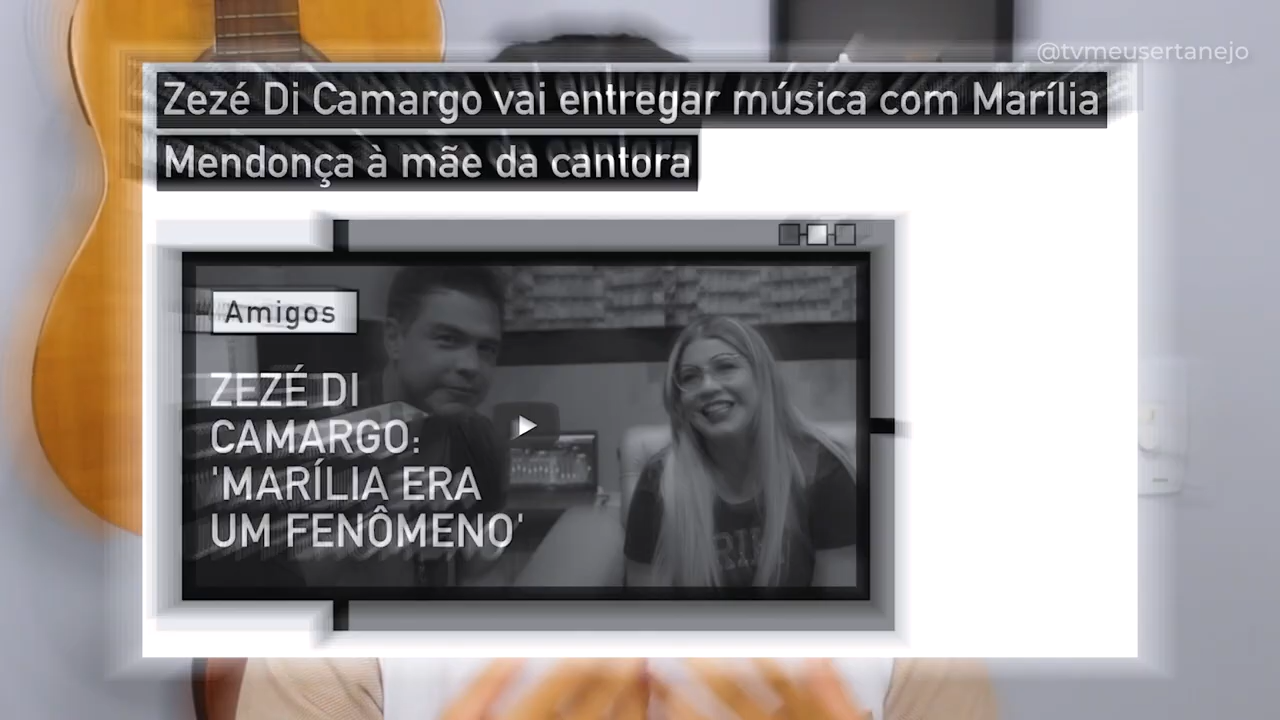 @tvmeusertanejo
Zezé Di Camargo vai entregar música com Marília
Mendonça à mãe da cantora
Amigos
ZEZÉ DI
CAMARGO:
'MARÍLIA ERA
UM FENÔMENO'